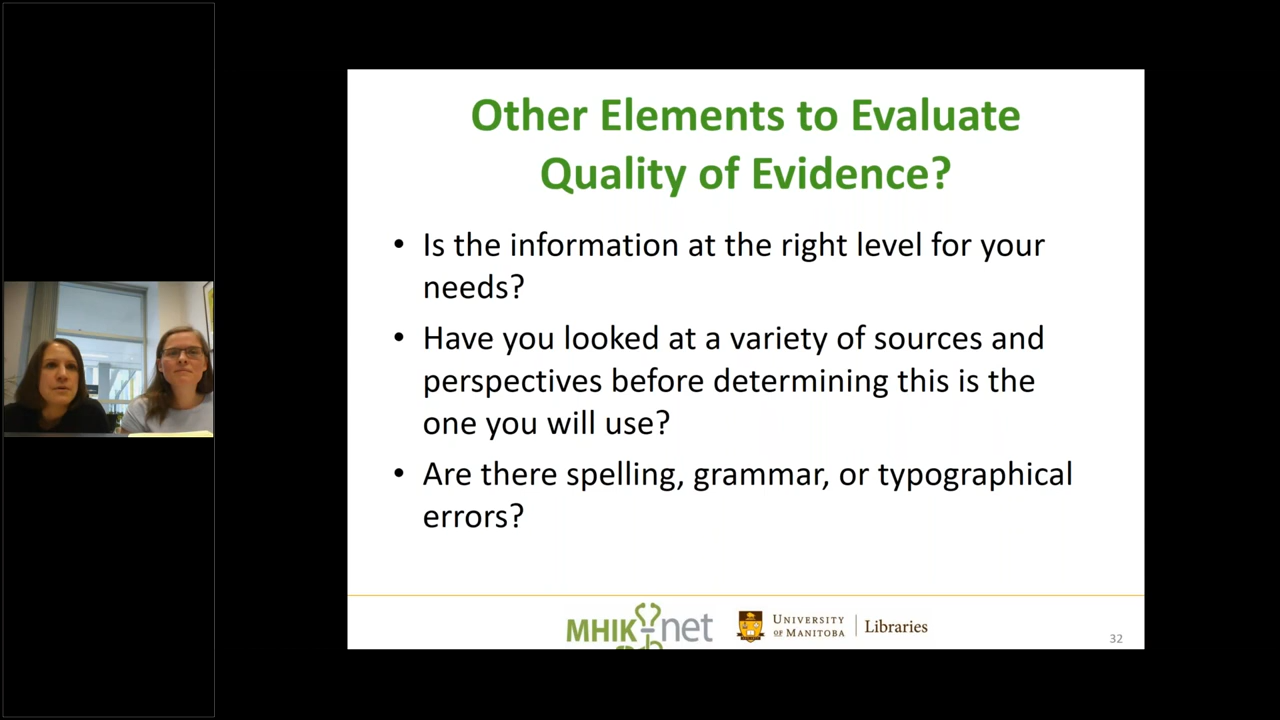 Other Elements to Evaluate
Quality of Evidence?
• Is the information at the right level for your
needs?
• Have you looked at a variety of sources and
perspectives before determining this is the
one you will use?
• Are there spelling, grammar, or typographical
errors?
MHIKnet
UNIVERSITY
OF MANITOBA
Libraries
32